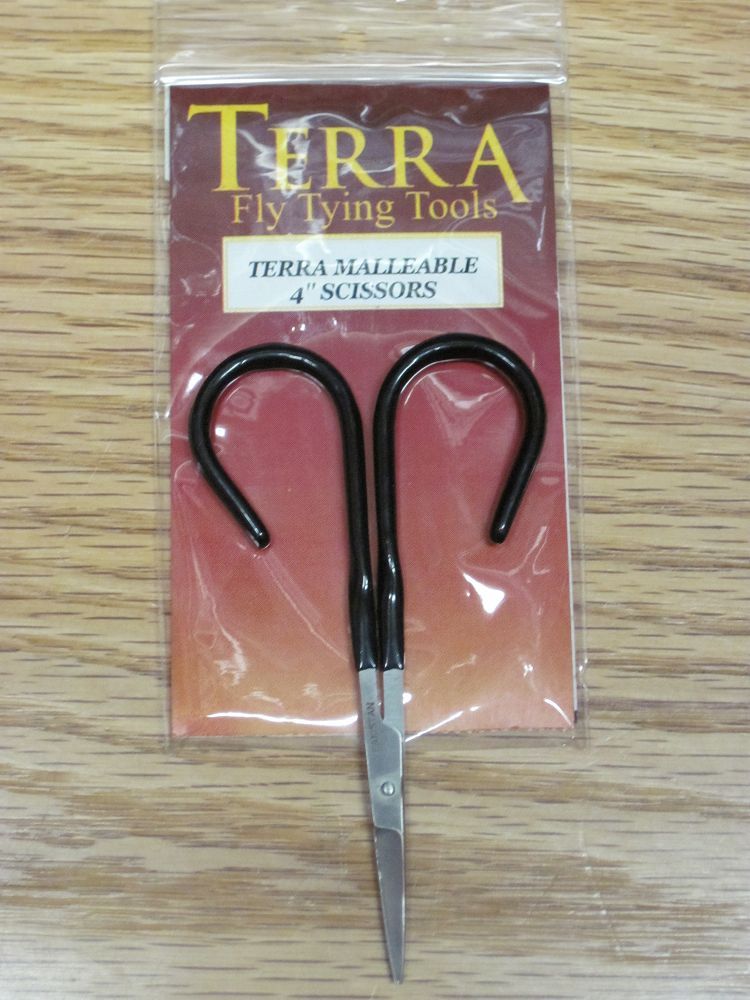 TERRA
Fly Tying Tools
TERRA MALLEABLE
4" SCISSORS